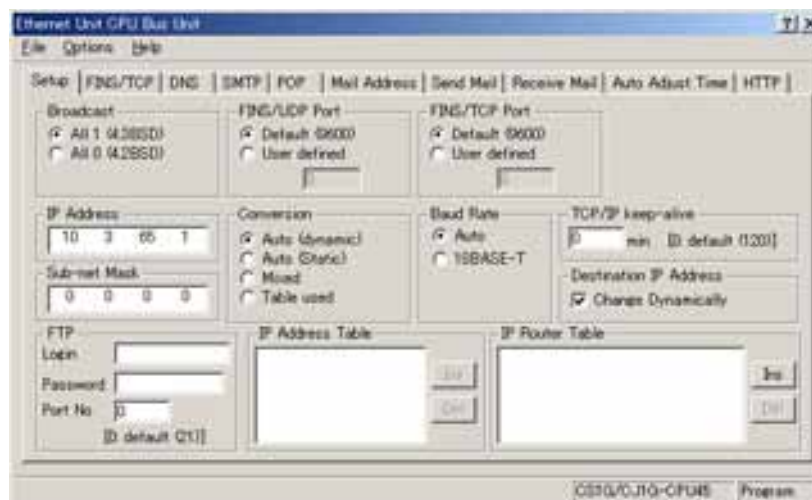 Ethernet Unit CPU Bus Unit
File Options Help
Setup FINS/TCP DNS SMTP POP Mail Address Send Mail Receive Mail Auto Adjust Time HTTP
Broadcast
All 1 (4.3BSD)
All 0 (4.2BSD)
FINS/UDP Port
Default (9600)
User defined
FINS/TCP Port
Default (9600)
User defined
IP Address
10 3 65 1
Sub-net Mask
0 0 0 0
Conversion
Auto (dynamic)
Auto (Static)
Mixed
Table used
Baud Rate
Auto
10BASE-T
TCP/IP keep-alive
0 min [0: default (120)]
Destination IP Address
Change Dynamically
FTP
Login
Password
Port No. 0
[0: default (21)]
IP Address Table
Ins
Del
IP Router Table
Ins
Del
CS1G/CJ1G-CPU45 Program